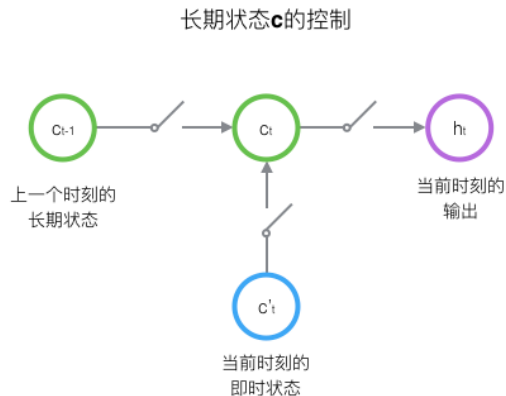 长期状态c的控制
Ct-1
Ct
ht
上一个时刻的
长期状态
当前时刻的
输出
c't
当前时刻的
即时状态